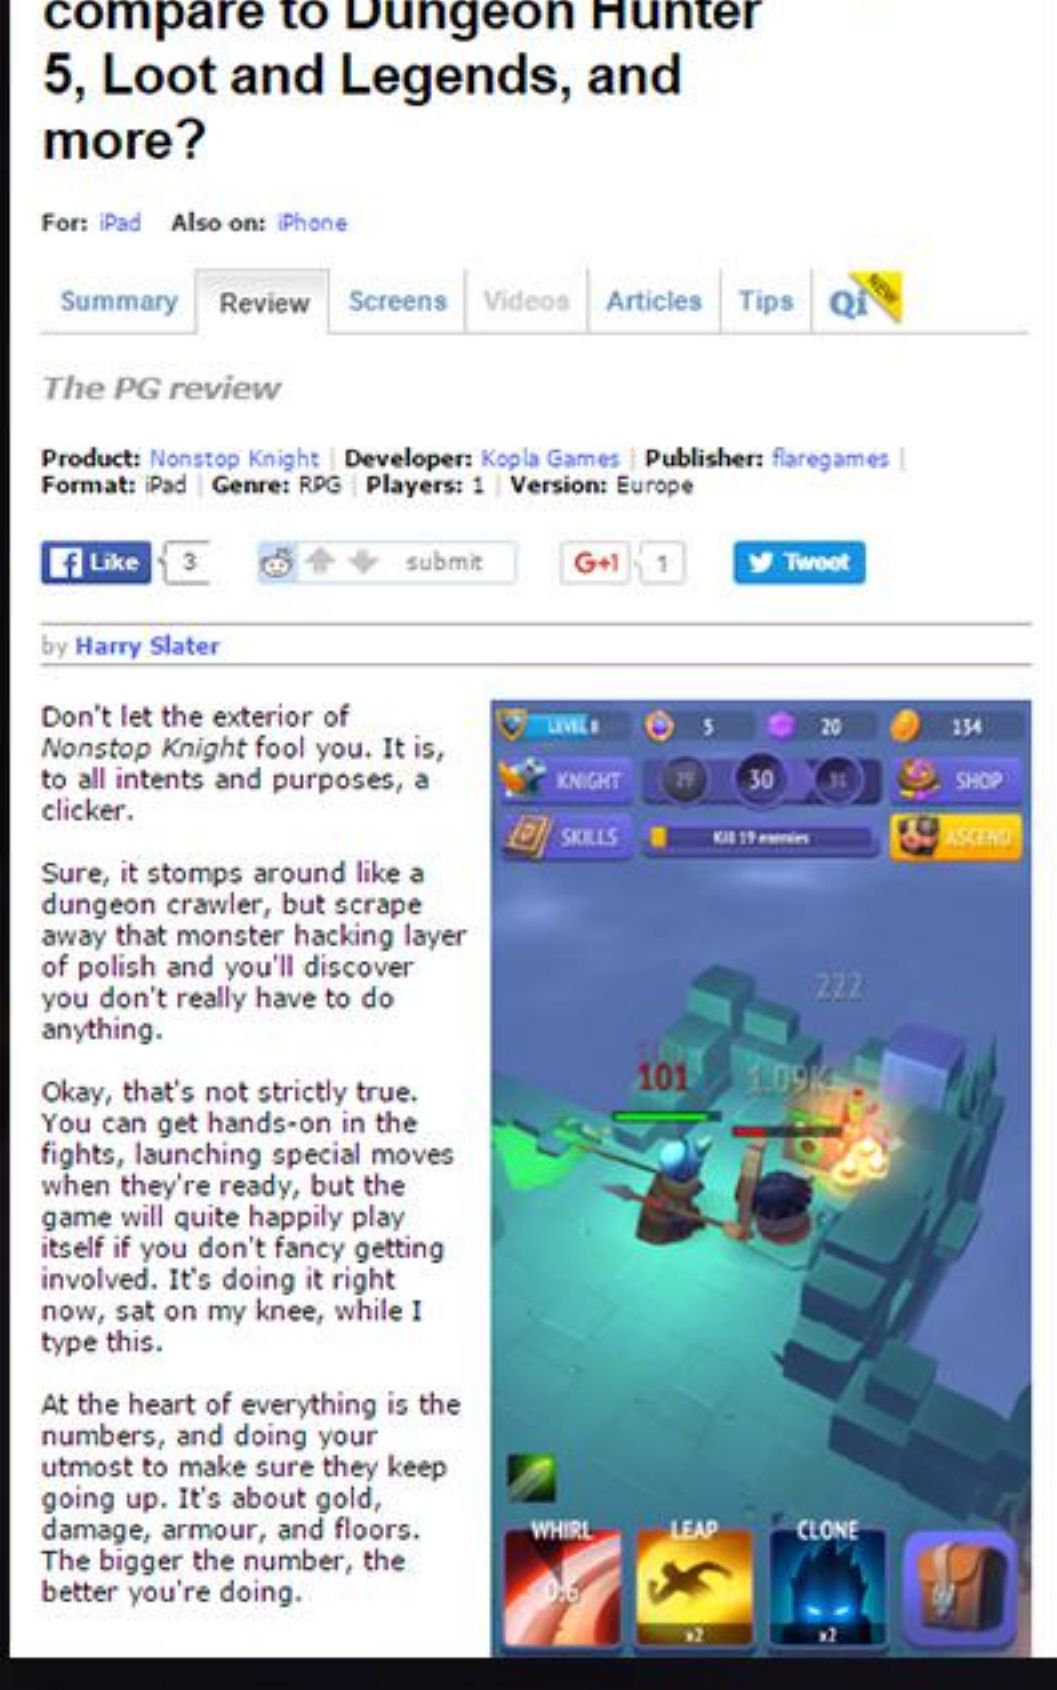 compare to Dungeon Hunter
5, Loot and Legends, and
more?
For: iPad Also on: iPhone
Summary Review Screens Videos Articles Tips Qi NEW
The PG review
Product: Nonstop Knight | Developer: Kopla Games | Publisher: flaregames |
Format: iPad | Genre: RPG | Players: 1 | Version: Europe
Like 3 submit G+1 1 Tweet
by Harry Slater
Don't let the exterior of
Nonstop Knight fool you. It is,
to all intents and purposes, a
clicker.
Sure, it stomps around like a
dungeon crawler, but scrape
away that monster hacking layer
of polish and you'll discover
you don't really have to do
anything.
Okay, that's not strictly true.
You can get hands-on in the
fights, launching special moves
when they're ready, but the
game will quite happily play
itself if you don't fancy getting
involved. It's doing it right
now, sat on my knee, while I
type this.
At the heart of everything is the
numbers, and doing your
utmost to make sure they keep
going up. It's about gold,
damage, armour, and floors.
The bigger the number, the
better you're doing.
LEVEL 8 5 20 134
KNIGHT 29 30 31 SHOP
SKILLS Kill 19 enemies ASCEND
222
101 1.09K
WHIRL LEAP CLONE
0.6
x2 x2